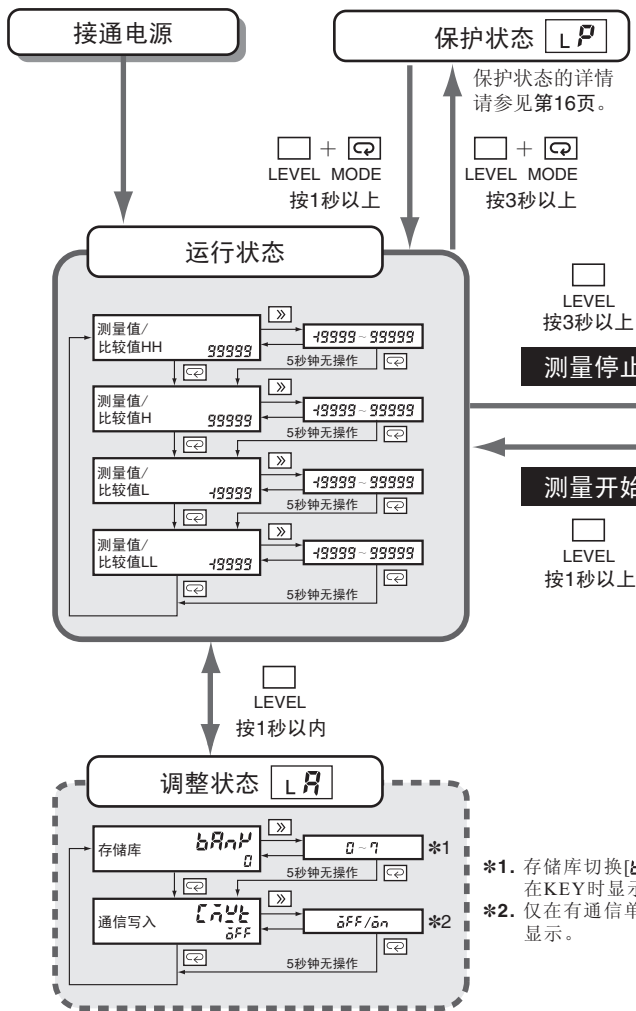 接通电源
保护状态 LP
保护状态的详情
请参见第16页。
LEVEL + MODE
按1秒以上
LEVEL + MODE
按3秒以上
运行状态
测量值/
比较值HH 99999
»
-19999~99999
5秒钟无操作
测量值/
比较值H 99999
»
-19999~99999
5秒钟无操作
测量值/
比较值L -19999
»
-19999~99999
5秒钟无操作
测量值/
比较值LL -19999
»
-19999~99999
5秒钟无操作
LEVEL
按3秒以上
测量停止
测量开始
LEVEL
按1秒以上
LEVEL
按1秒以内
调整状态 LA
存储库 bAnK
0
»
0~7 *1
5秒钟无操作
通信写入 CMWt
oFF
»
oFF/on *2
5秒钟无操作
*1. 存储库切换[
在KEY时显示
*2. 仅在有通信单
显示。